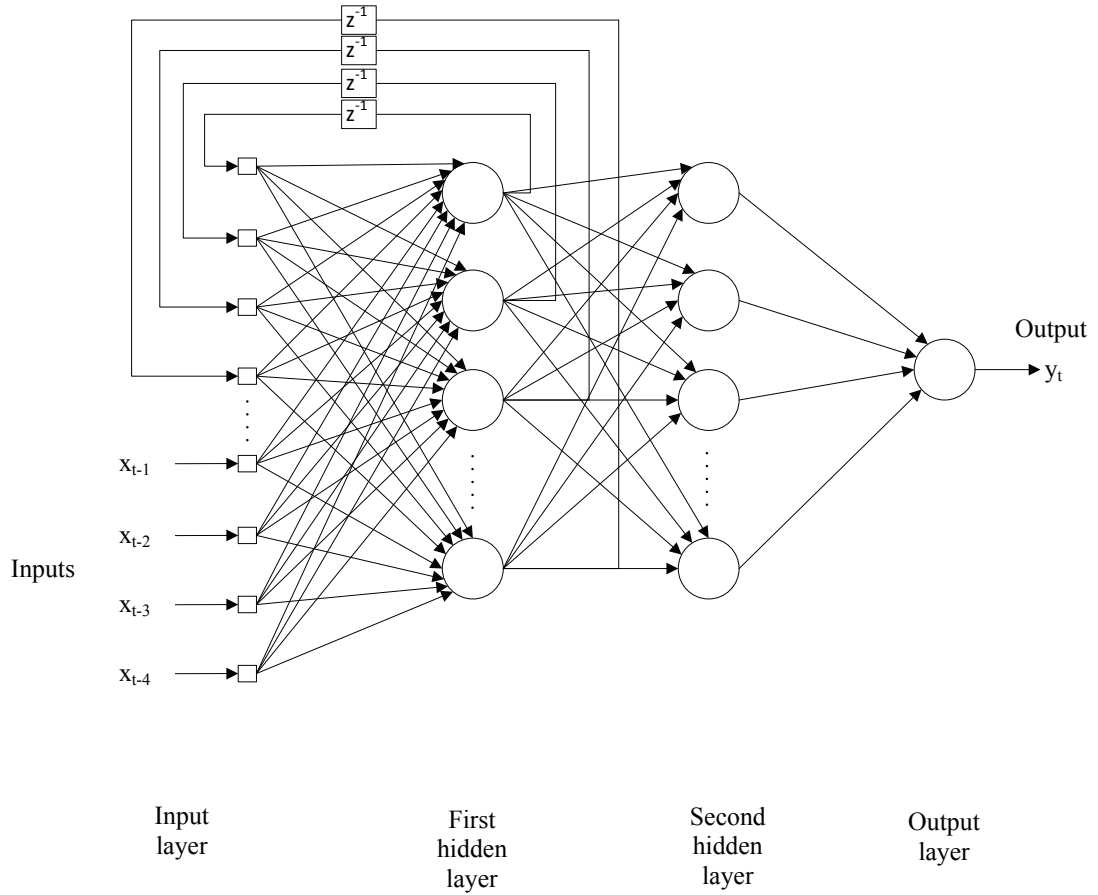 z⁻¹
z⁻¹
z⁻¹
z⁻¹
Output
yₜ
xₜ₋₁
xₜ₋₂
Inputs
xₜ₋₃
xₜ₋₄
Input
layer
First
hidden
layer
Second
hidden
layer
Output
layer